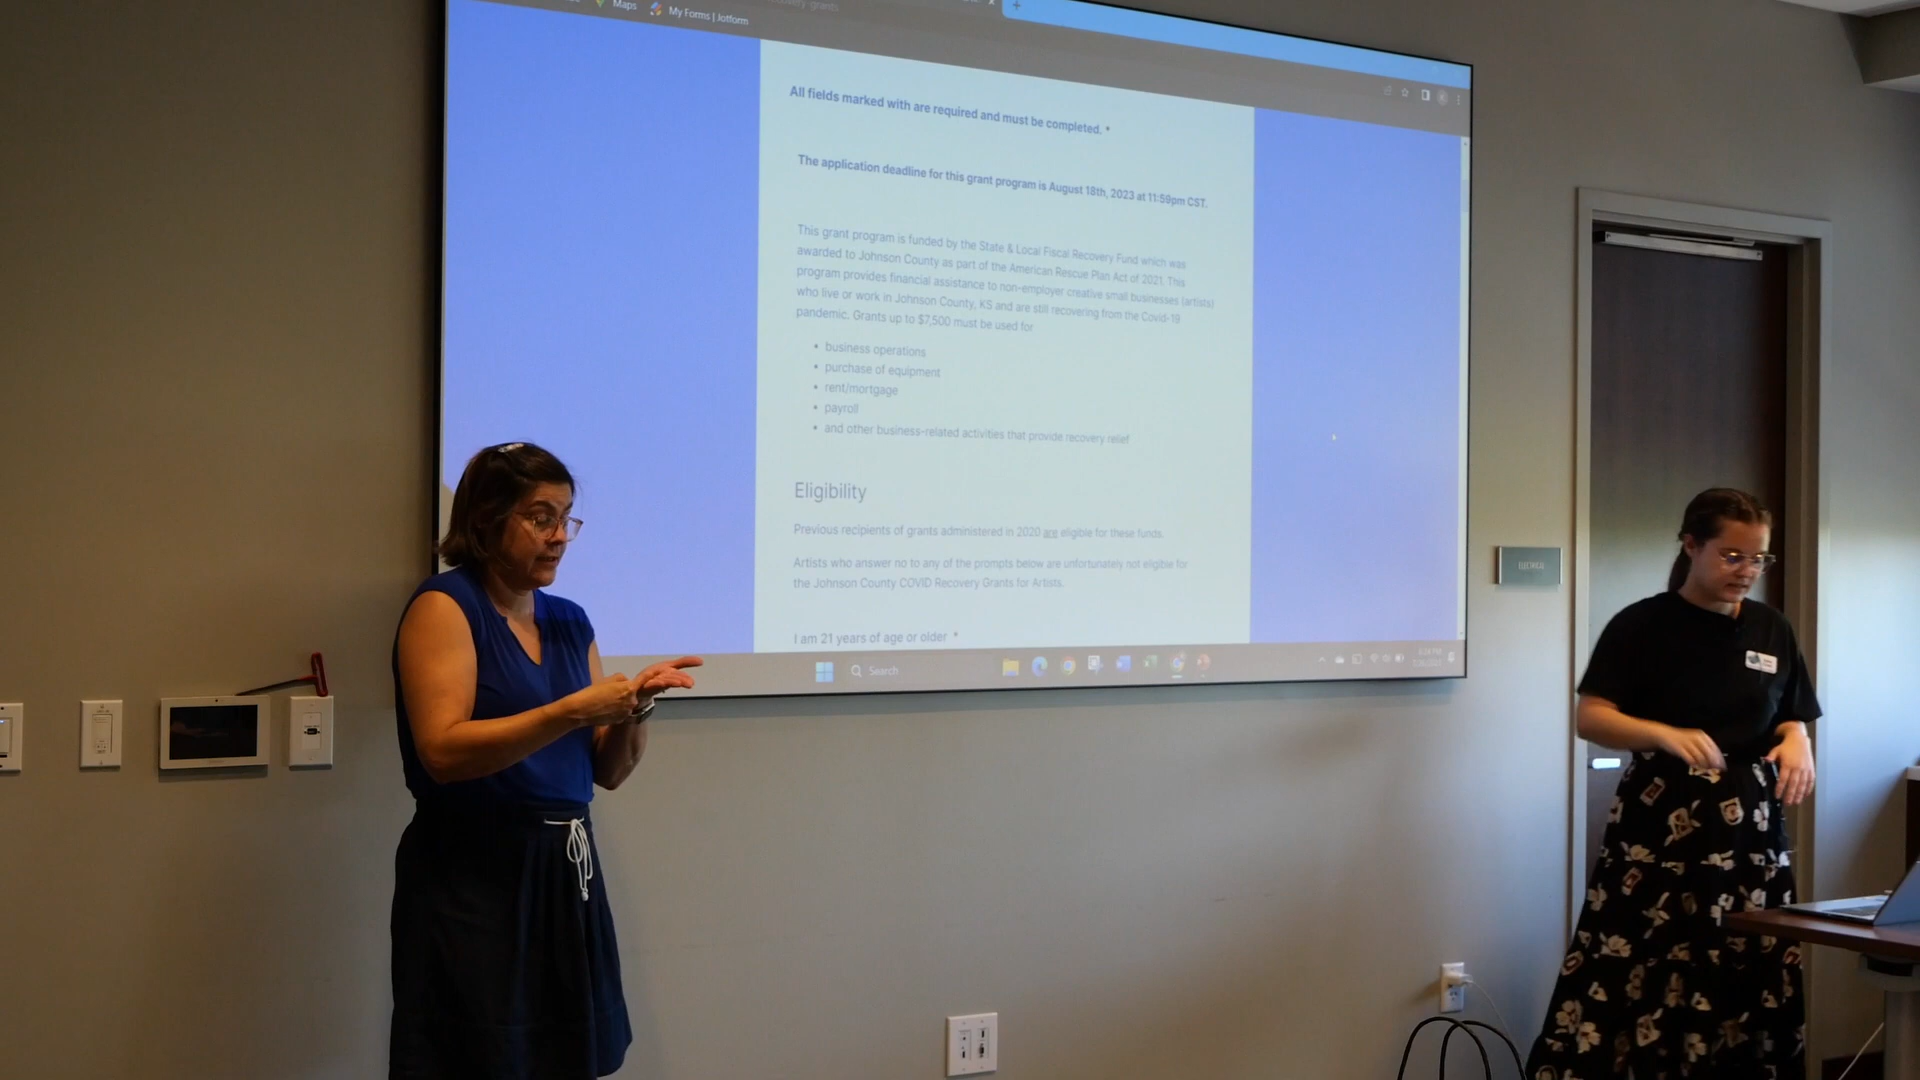 Maps
My Forms | Jotform
All fields marked with are required and must be completed. *
The application deadline for this grant program is August 18th, 2023 at 11:59pm CST.
This grant program is funded by the State & Local Fiscal Recovery Fund which was
awarded to Johnson County as part of the American Rescue Plan Act of 2021. This
program provides financial assistance to non-employer creative small businesses (artists)
who live or work in Johnson County, KS and are still recovering from the Covid-19
pandemic. Grants up to $7,500 must be used for
• business operations
• purchase of equipment
• rent/mortgage
• payroll
• and other business-related activities that provide recovery relief
Eligibility
Previous recipients of grants administered in 2020 are eligible for these funds.
Artists who answer no to any of the prompts below are unfortunately not eligible for
the Johnson County COVID Recovery Grants for Artists.
I am 21 years of age or older *
Search
ELECTRICAL